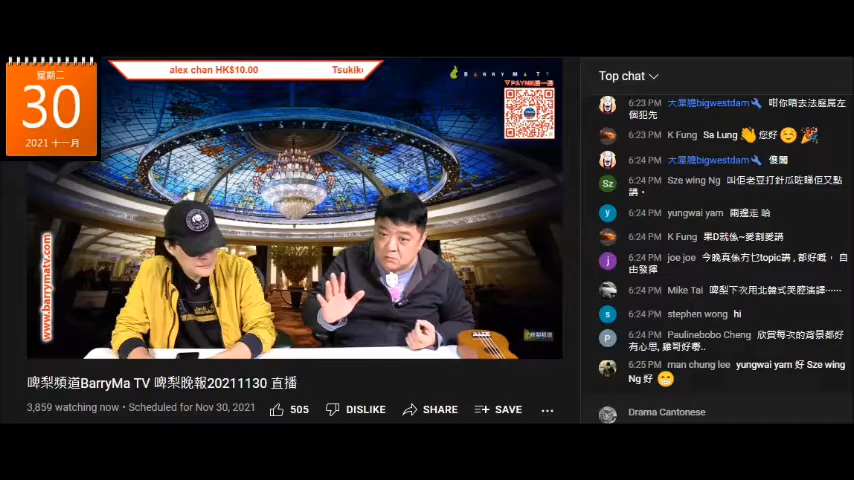 星期二
30
2021 十一月
alex chan HK$10.00
Tsukik
BARRYMATV
www.barrymatv.com
啤梨頻道BarryMa TV 啤梨晚報20211130 直播
3,859 watching now • Scheduled for Nov 30, 2021
505
DISLIKE
SHARE
SAVE
Top chat
6:23 PM 大屋膽bigwestdam 咁你唔去法庭屌左
個犯先
6:23 PM K Fung Sa Lung 👋 您好 ☺️ 🎉
6:24 PM 大屋膽bigwestdam 傻閪
Sz
6:24 PM Sze wing Ng 叫佢老豆打針瓜咗睇佢又點
講。
y
6:24 PM yungwai yam 兩邊走 哈
6:24 PM K Fung 果D就係~愛割愛講
j
6:24 PM joe joe 今晚真係冇乜topic講 , 都好嘅， 自
由發揮
6:24 PM Mike Tai 啤梨下次用北韓式哭腔演譯⋯⋯
s
6:24 PM stephen wong hi
P
6:24 PM Paulinebobo Cheng 欣賞每次的背景都好
有心思, 雞哥好嘢..
6:25 PM man chung lee yungwai yam 好 Sze wing
Ng 好 😁
Drama Cantonese